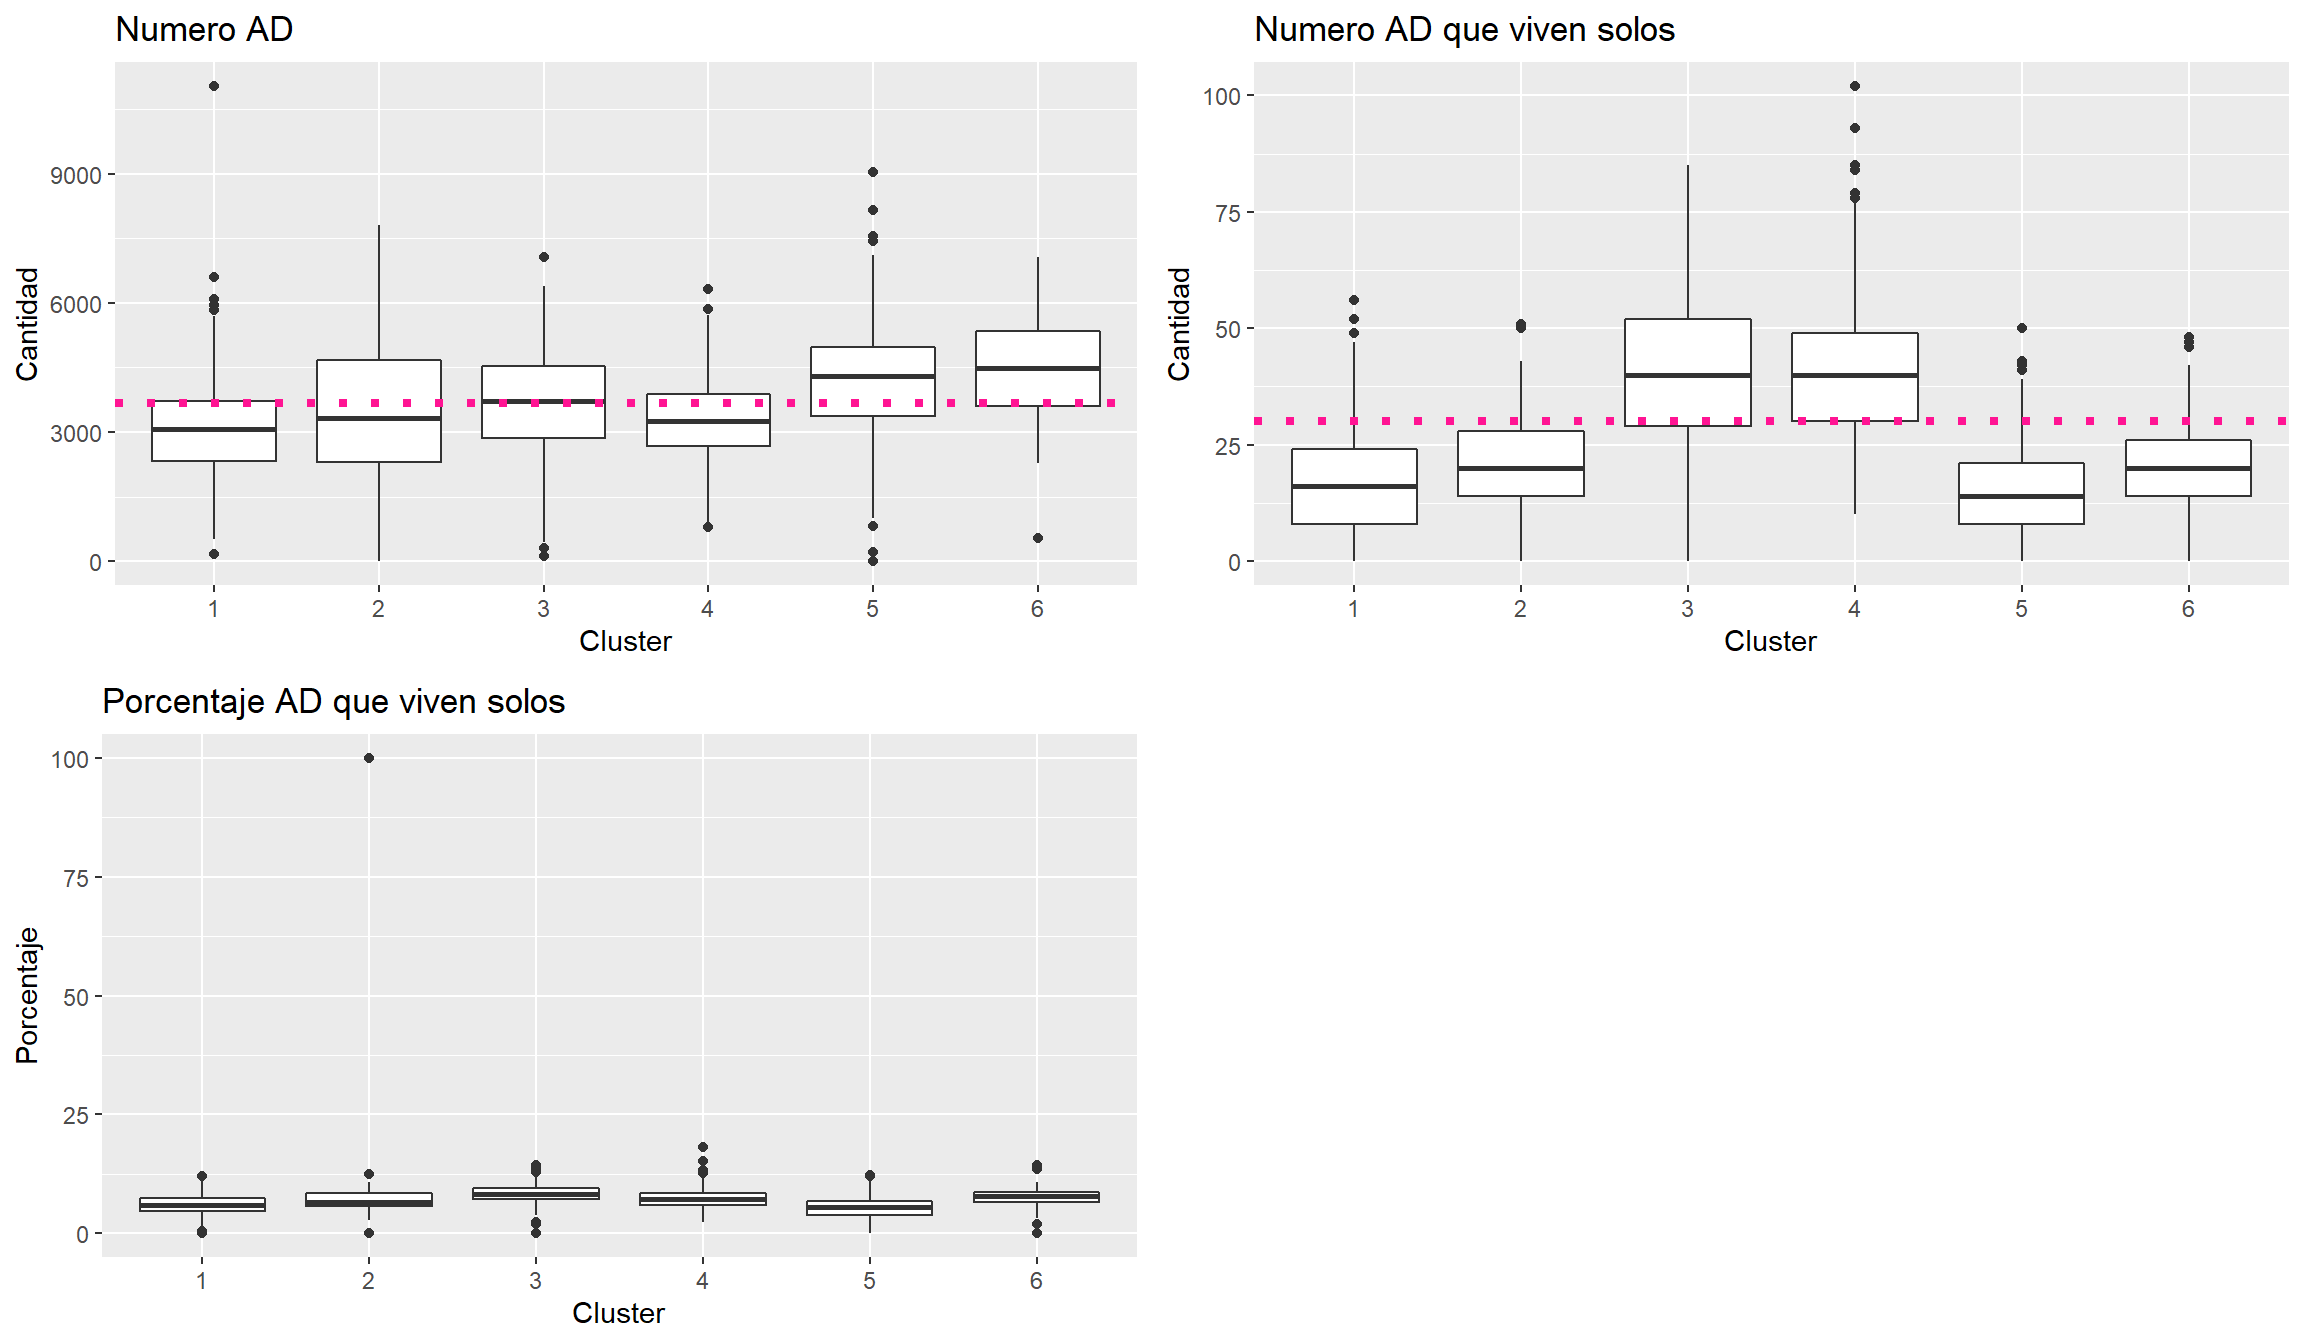 Numero AD
Cantidad
9000
6000
3000
0
1 2 3 4 5 6
Cluster
Numero AD que viven solos
Cantidad
100
75
50
25
0
1 2 3 4 5 6
Cluster
Porcentaje AD que viven solos
Porcentaje
100
75
50
25
0
1 2 3 4 5 6
Cluster